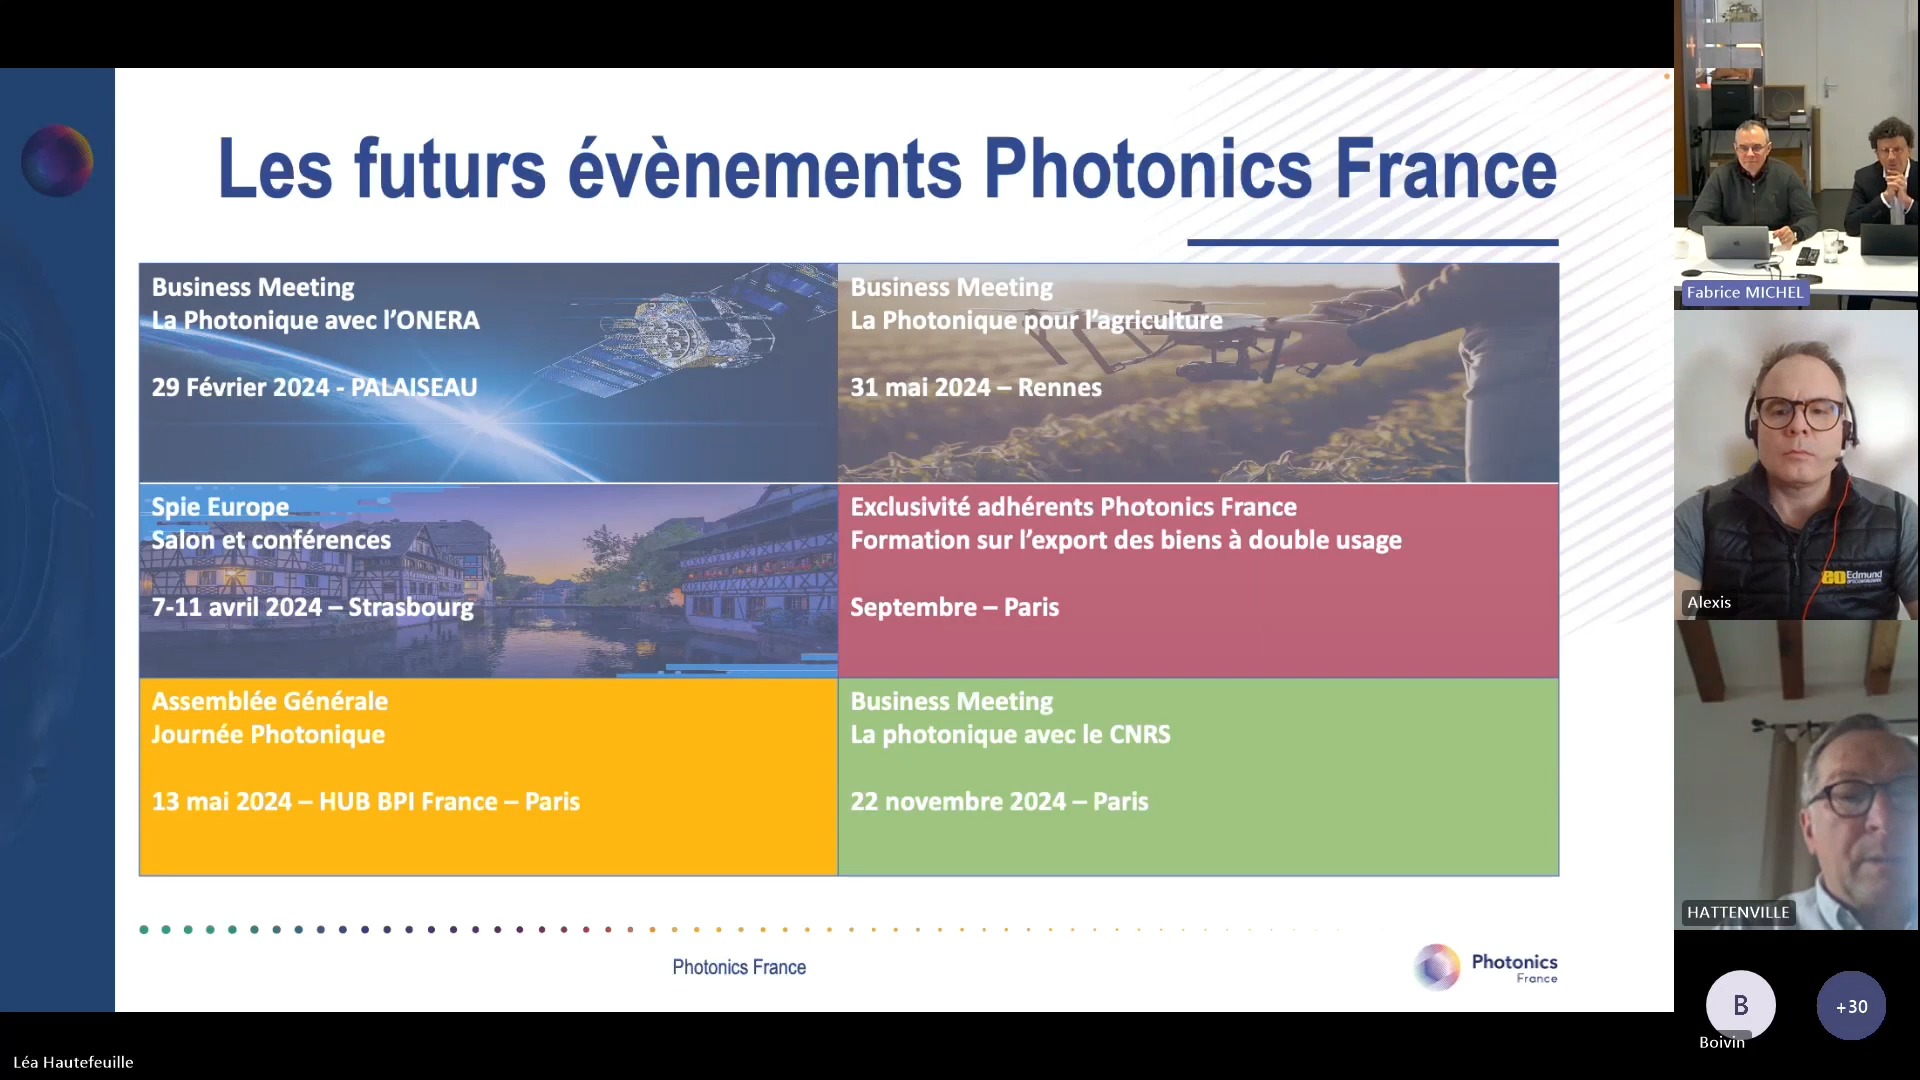 Les futurs évènements Photonics France
Business Meeting
La Photonique avec l’ONERA
29 Février 2024 - PALAISEAU
Business Meeting
La Photonique pour l’agriculture
31 mai 2024 – Rennes
Spie Europe
Salon et conférences
7-11 avril 2024 – Strasbourg
Exclusivité adhérents Photonics France
Formation sur l’export des biens à double usage
Septembre – Paris
Assemblée Générale
Journée Photonique
13 mai 2024 – HUB BPI France – Paris
Business Meeting
La photonique avec le CNRS
22 novembre 2024 – Paris
Photonics France
Photonics
France
Fabrice MICHEL
EO Edmund
Alexis
HATTENVILLE
B
Boivin
+30
Léa Hautefeuille